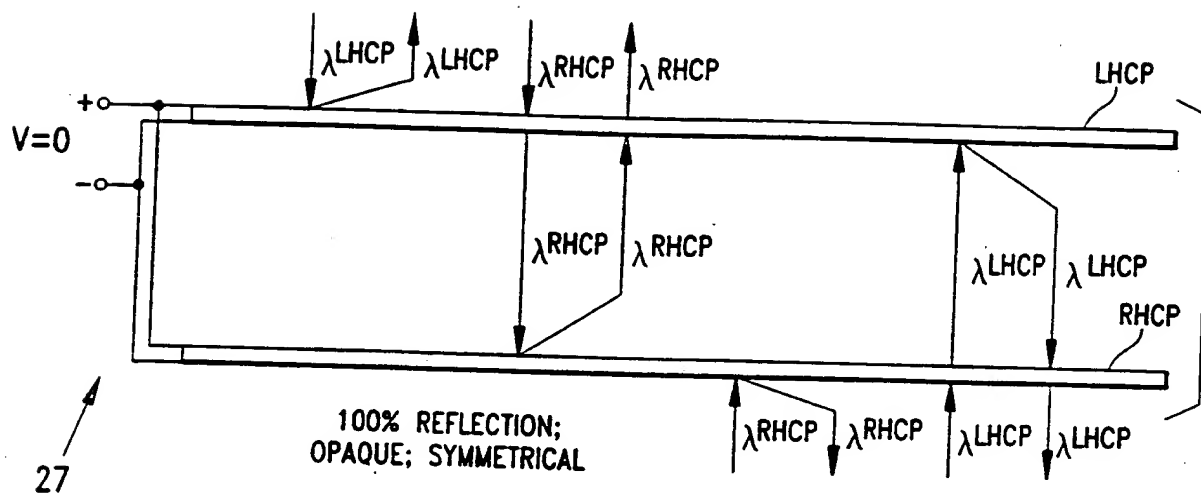 λLHCP λLHCP λRHCP λRHCP LHCP
+
V=0
-
λRHCP λRHCP λLHCP λLHCP
RHCP
100% REFLECTION;
OPAQUE; SYMMETRICAL
λRHCP λRHCP λLHCP λLHCP
27